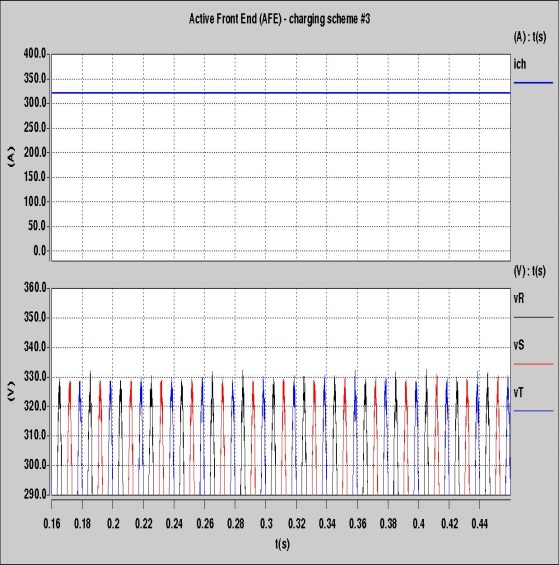 Active Front End (AFE) - charging scheme #3
(A) : t(s)
ich
400.0
350.0
300.0
250.0
200.0
150.0
100.0
50.0
0.0
(A)
(V) : t(s)
vR
vS
vT
360.0
350.0
340.0
330.0
320.0
310.0
300.0
290.0
(V)
0.16 0.18 0.2 0.22 0.24 0.26 0.28 0.3 0.32 0.34 0.36 0.38 0.4 0.42 0.44
t(s)